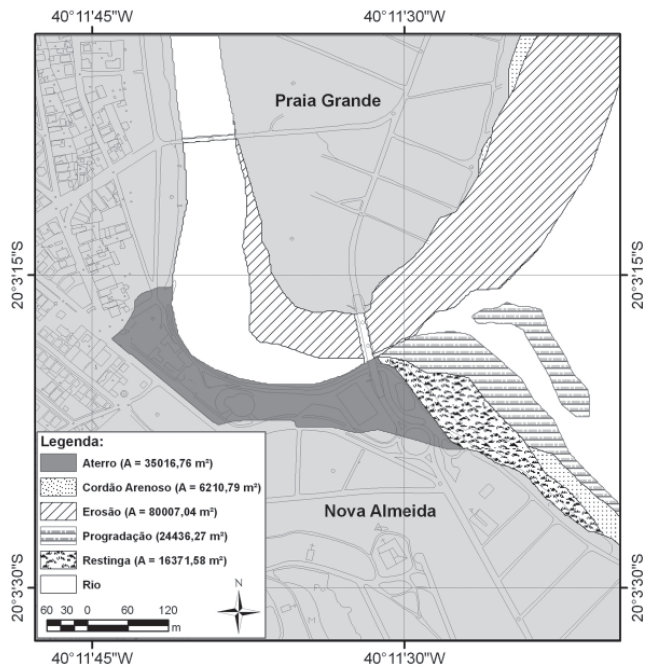 40°11'45"W
40°11'30"W
Praia Grande
20°3'15"S
20°3'15"S
Legenda:
Aterro (A = 35016,76 m²)
Cordão Arenoso (A = 6210,79 m²)
Erosão (A = 80007,04 m²)
Progradação (24436,27 m²)
Restinga (A = 16371,58 m²)
Rio
60 30 0 60 120
m
N
Nova Almeida
20°3'30"S
20°3'30"S
40°11'45"W
40°11'30"W